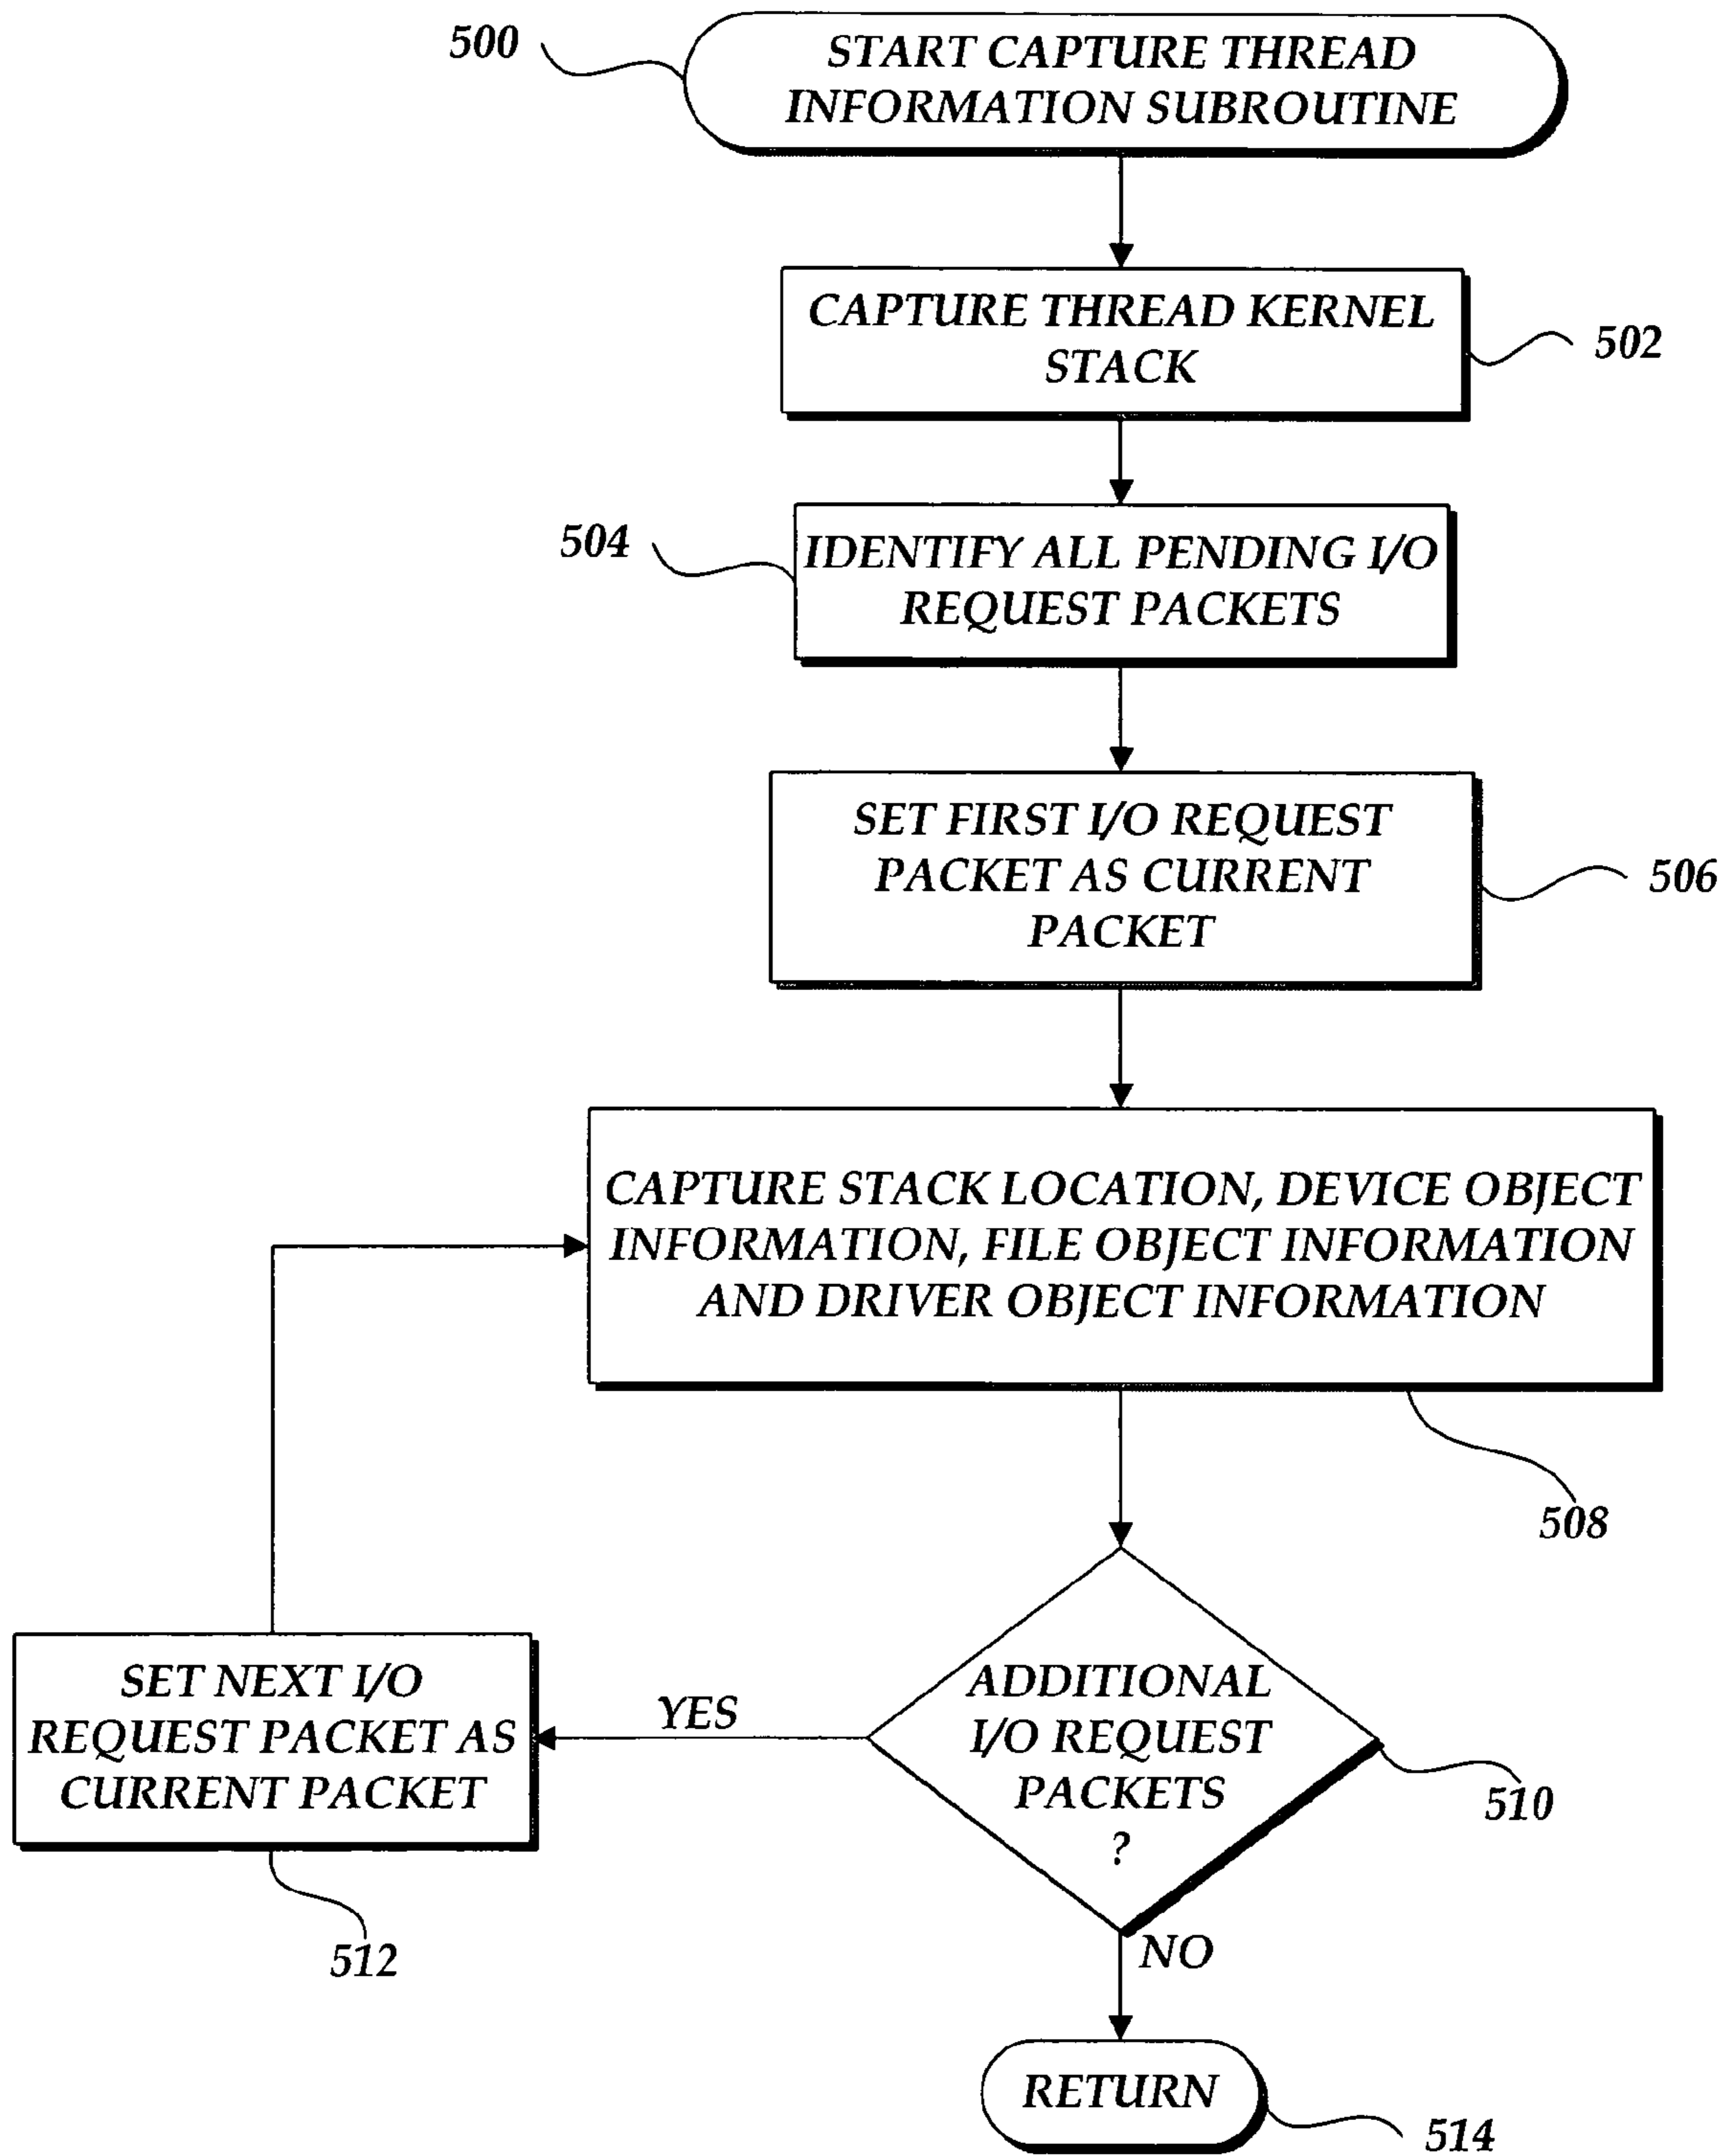 500
START CAPTURE THREAD
INFORMATION SUBROUTINE
CAPTURE THREAD KERNEL
STACK
502
504
IDENTIFY ALL PENDING I/O
REQUEST PACKETS
SET FIRST I/O REQUEST
PACKET AS CURRENT
PACKET
506
CAPTURE STACK LOCATION, DEVICE OBJECT
INFORMATION, FILE OBJECT INFORMATION
AND DRIVER OBJECT INFORMATION
508
ADDITIONAL
I/O REQUEST
PACKETS
?
510
YES
SET NEXT I/O
REQUEST PACKET AS
CURRENT PACKET
512
NO
RETURN
514